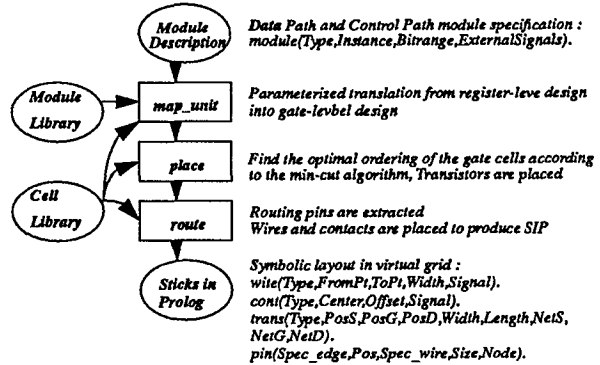 Module
Description
Data Path and Control Path module specification :
module(Type,Instance,Bitrange,ExternalSignals).
Module
Library
map_unit
Parameterized translation from register-leve design
into gate-levbel design
place
Find the optimal ordering of the gate cells according
to the min-cut algorithm, Transistors are placed
Cell
Library
route
Routing pins are extracted
Wires and contacts are placed to produce SIP
Sticks in
Prolog
Symbolic layout in virtual grid :
wite(Type,FromPt,ToPt,Width,Signal).
cont(Type,Center,Offset,Signal).
trans(Type,PosS,PosG,PosD,Width,Length,NetS,
NetG,NetD).
pin(Spec_edge,Pos,Spec_wire,Size,Node).